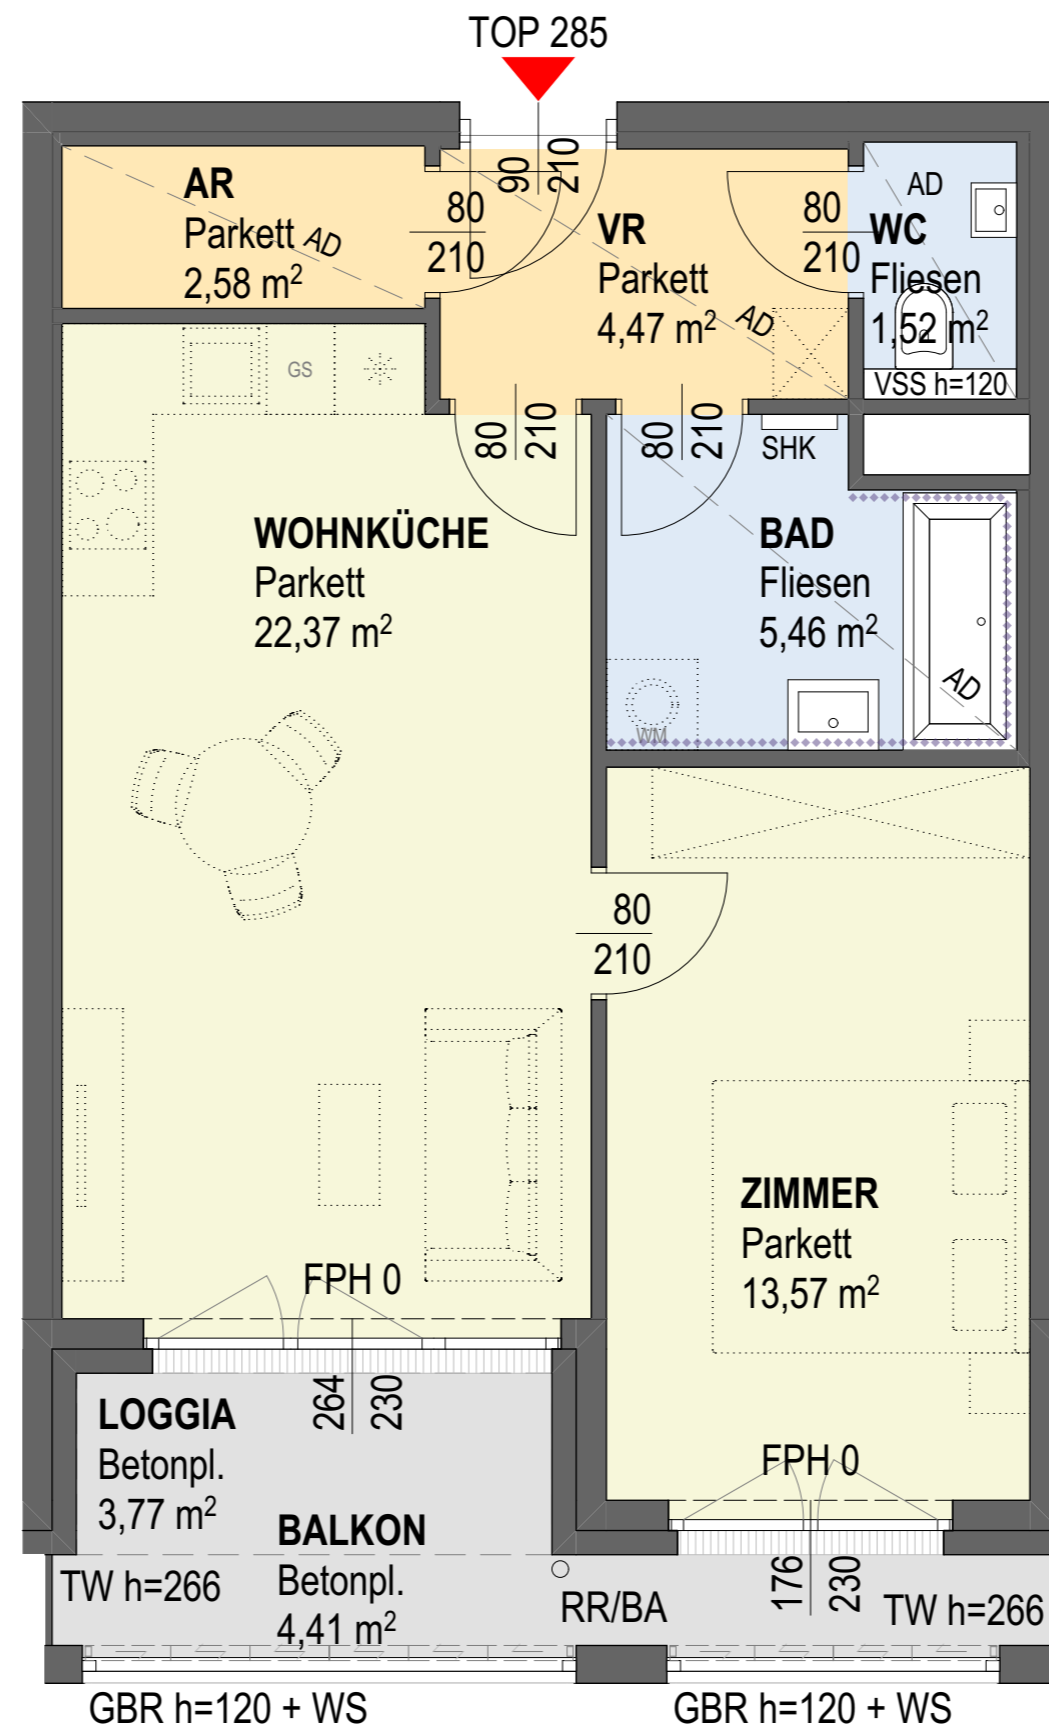 TOP 285
90
210
AR
Parkett
2,58 m²
AD
80
210
VR
Parkett
4,47 m²
AD
80
210
AD
WC
Fliesen
1,52 m²
VSS h=120
GS
80
210
80
210
SHK
WOHNKÜCHE
Parkett
22,37 m²
BAD
Fliesen
5,46 m²
AD
WM
80
210
ZIMMER
Parkett
13,57 m²
FPH 0
264
230
LOGGIA
Betonpl.
3,77 m²
FPH 0
BALKON
Betonpl.
4,41 m²
TW h=266
RR/BA
176
230
TW h=266
GBR h=120 + WS
GBR h=120 + WS